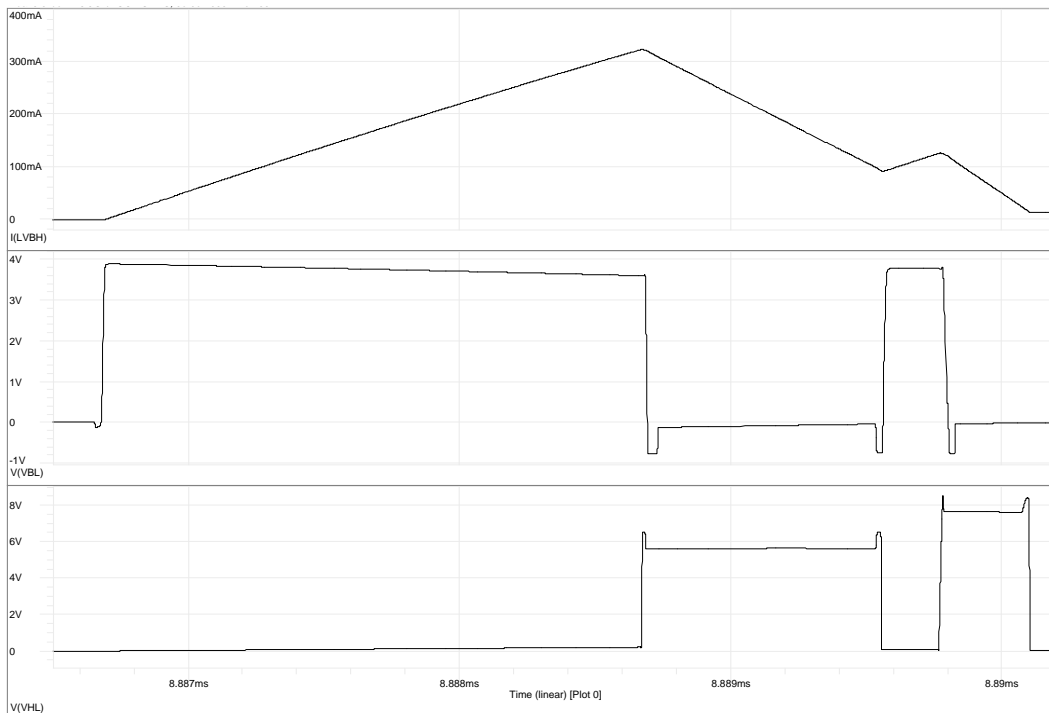 400mA
300mA
200mA
100mA
0
I(LVBH)
4V
3V
2V
1V
0
-1V
V(VBL)
8V
6V
4V
2V
0
8.887ms
8.888ms
8.889ms
8.89ms
Time (linear) [Plot 0]
V(VHL)